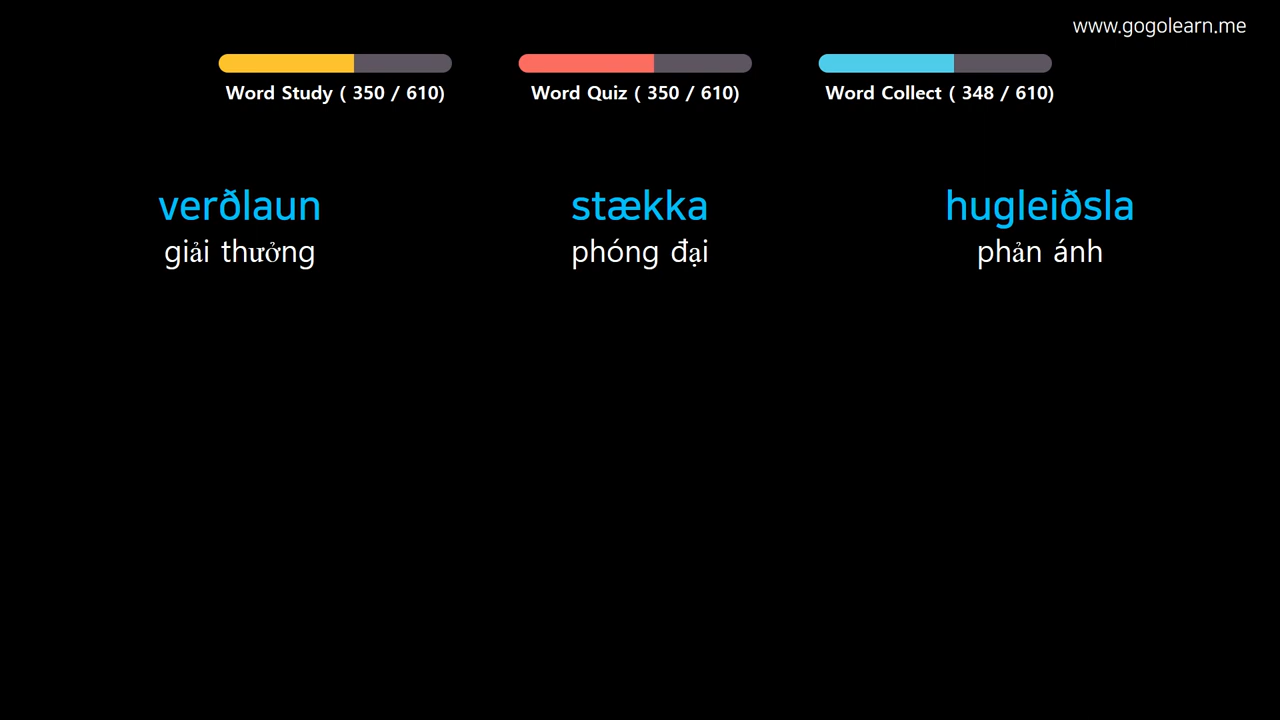 www.gogolearn.me
Word Study ( 350 / 610)
Word Quiz ( 350 / 610)
Word Collect ( 348 / 610)
verðlaun
giải thưởng
stækka
phóng đại
hugleiðsla
phản ánh